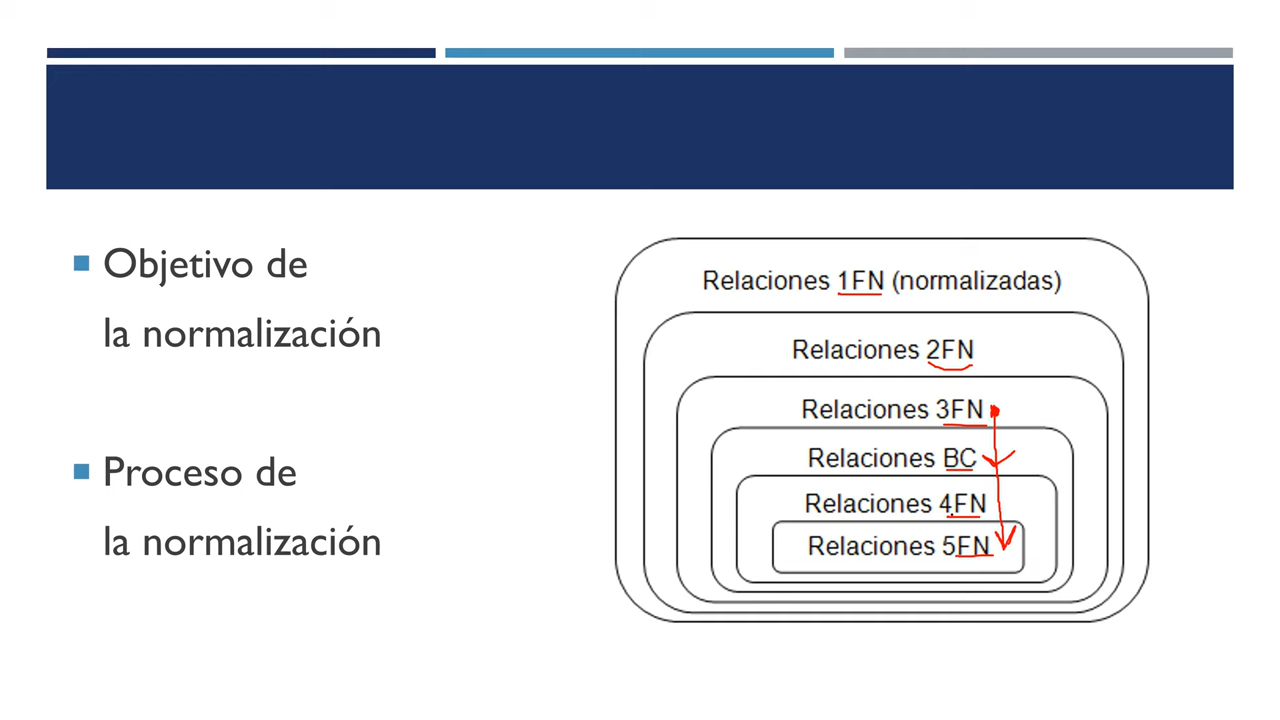 Objetivo de
la normalización
Proceso de
la normalización
Relaciones 1FN (normalizadas)
Relaciones 2FN
Relaciones 3FN
Relaciones BC
Relaciones 4FN
Relaciones 5FN